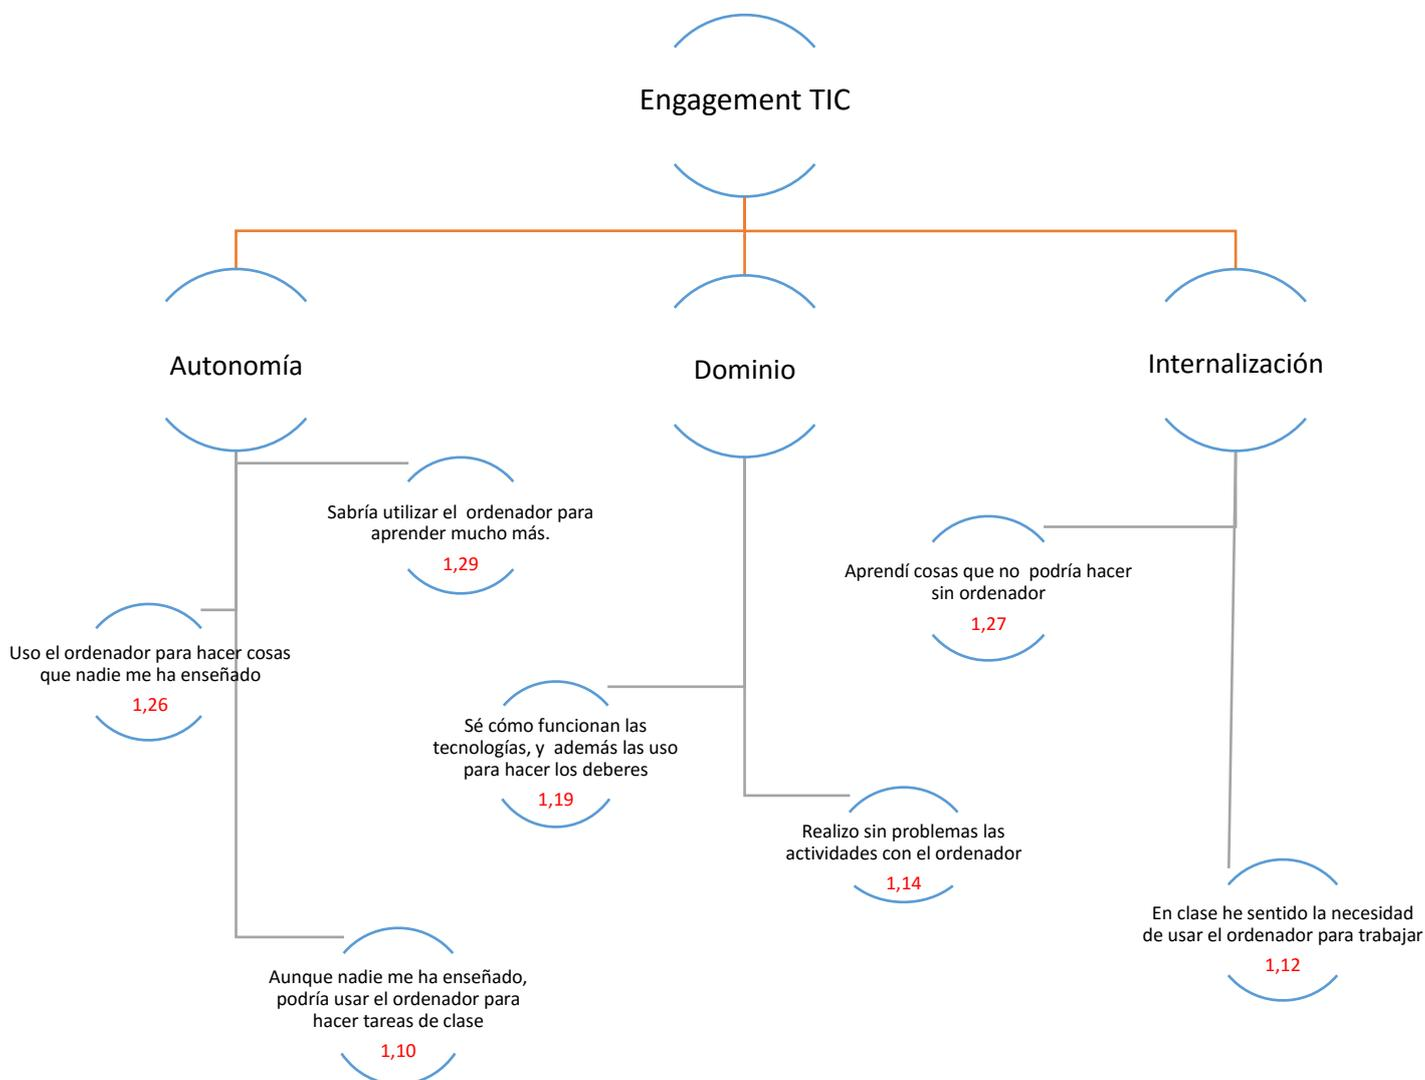 Engagement TIC
Autonomía
Dominio
Internalización
Sabría utilizar el  ordenador para
aprender mucho más.
1,29
Uso el ordenador para hacer cosas
que nadie me ha enseñado
1,26
Aunque nadie me ha enseñado,
podría usar el ordenador para
hacer tareas de clase
1,10
Sé cómo funcionan las
tecnologías, y  además las uso
para hacer los deberes
1,19
Realizo sin problemas las
actividades con el ordenador
1,14
Aprendí cosas que no  podría hacer
sin ordenador
1,27
En clase he sentido la necesidad
de usar el ordenador para trabajar
1,12